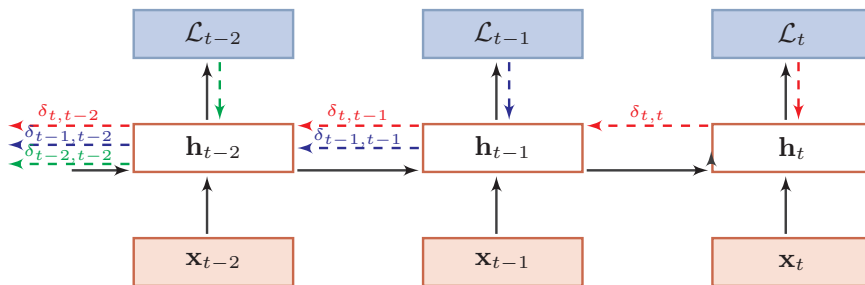 ℒ_{t−2} ℒ_{t−1} ℒ_t
δ_{t,t−2} δ_{t,t−1} δ_{t,t}
δ_{t−1,t−2} δ_{t−1,t−1}
δ_{t−2,t−2}
h_{t−2} h_{t−1} h_t
x_{t−2} x_{t−1} x_t